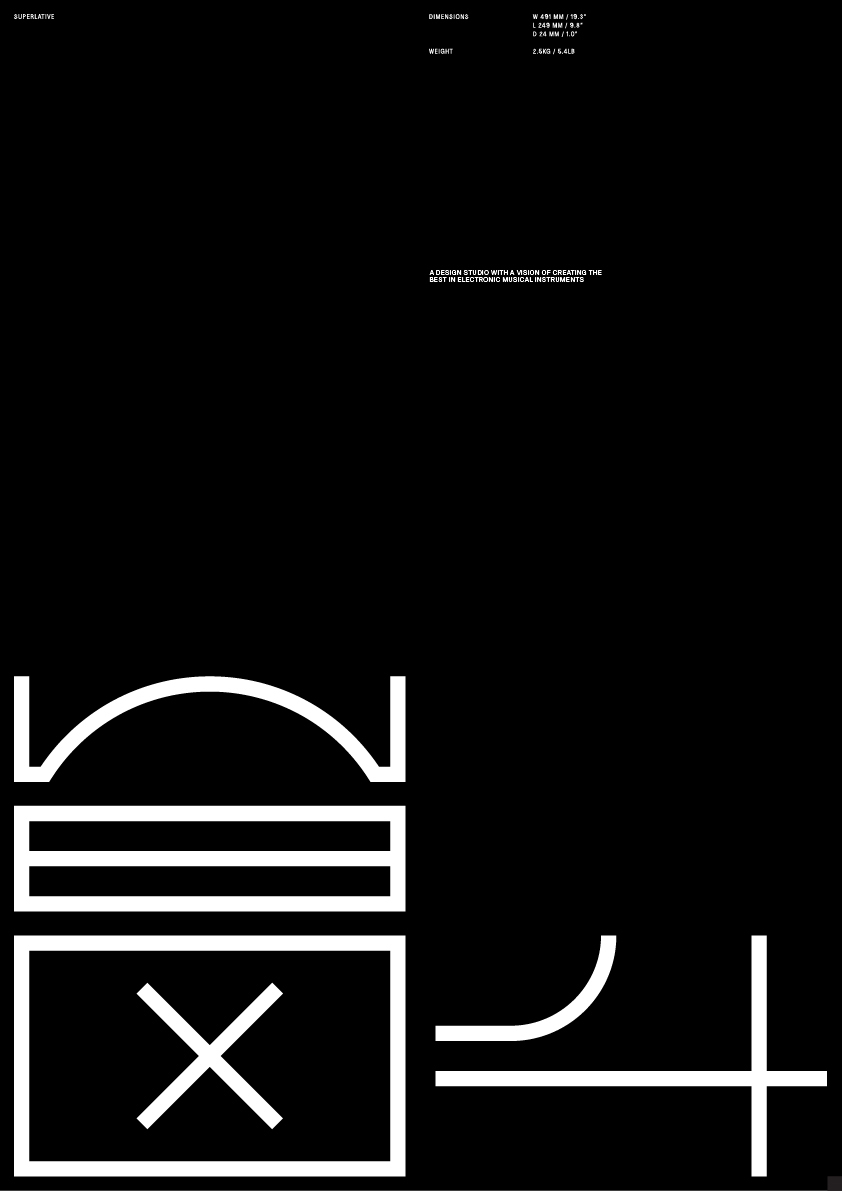 SUPERLATIVE
DIMENSIONS
W 491 MM / 19.3"
L 249 MM / 9.8"
D 24 MM / 1.0"
WEIGHT
2.5KG / 5.4LB
A DESIGN STUDIO WITH A VISION OF CREATING THE
BEST IN ELECTRONIC MUSICAL INSTRUMENTS